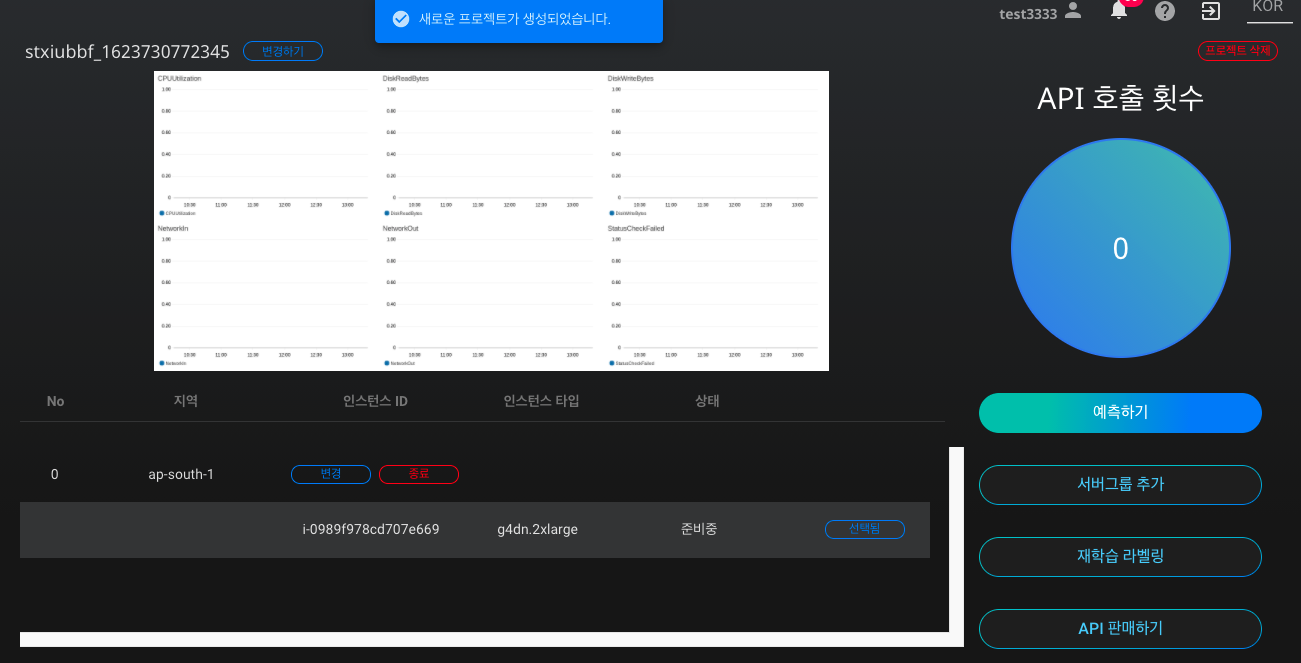 새로운 프로젝트가 생성되었습니다.
test3333
KOR
stxiubbf_1623730772345
변경하기
프로젝트 삭제
API 호출 횟수
0
CPUUtilization
1.00
0.80
0.60
0.40
0.20
0
10:30 11:00 11:30 12:00 12:30 13:00
CPUUtilization
DiskReadBytes
1.00
0.80
0.60
0.40
0.20
0
10:30 11:00 11:30 12:00 12:30 13:00
DiskReadBytes
DiskWriteBytes
1.00
0.80
0.60
0.40
0.20
0
10:30 11:00 11:30 12:00 12:30 13:00
DiskWriteBytes
NetworkIn
1.00
0.80
0.60
0.40
0.20
0
10:30 11:00 11:30 12:00 12:30 13:00
NetworkIn
NetworkOut
1.00
0.80
0.60
0.40
0.20
0
10:30 11:00 11:30 12:00 12:30 13:00
NetworkOut
StatusCheckFailed
1.00
0.80
0.60
0.40
0.20
0
10:30 11:00 11:30 12:00 12:30 13:00
StatusCheckFailed
No 지역 인스턴스 ID 인스턴스 타입 상태
0 ap-south-1 변경 종료
i-0989f978cd707e669 g4dn.2xlarge 준비중 선택됨
예측하기
서버그룹 추가
재학습 라벨링
API 판매하기